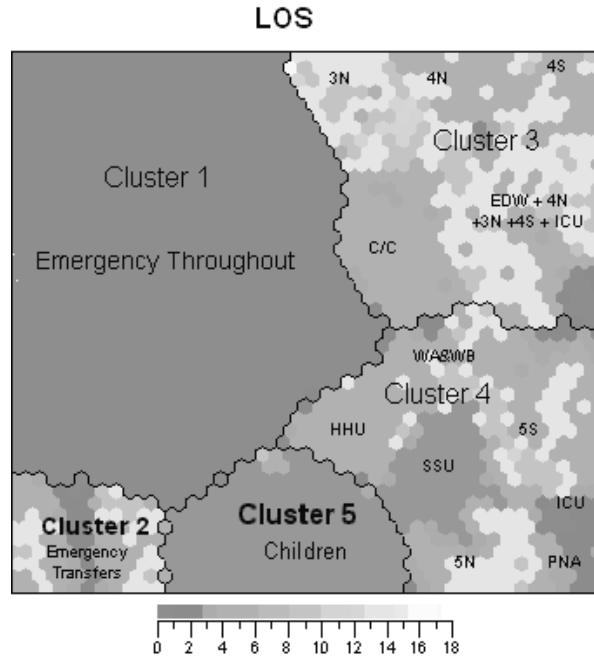 LOS
3N
4N
4S
Cluster 3
Cluster 1
EDW + 4N
+3N +4S + ICU
C/C
Emergency Throughout
WA&WB
Cluster 4
HHU
5S
SSU
ICU
Cluster 2
Emergency
Transfers
Cluster 5
Children
5N
PNA
0 2 4 6 8 10 12 14 16 18